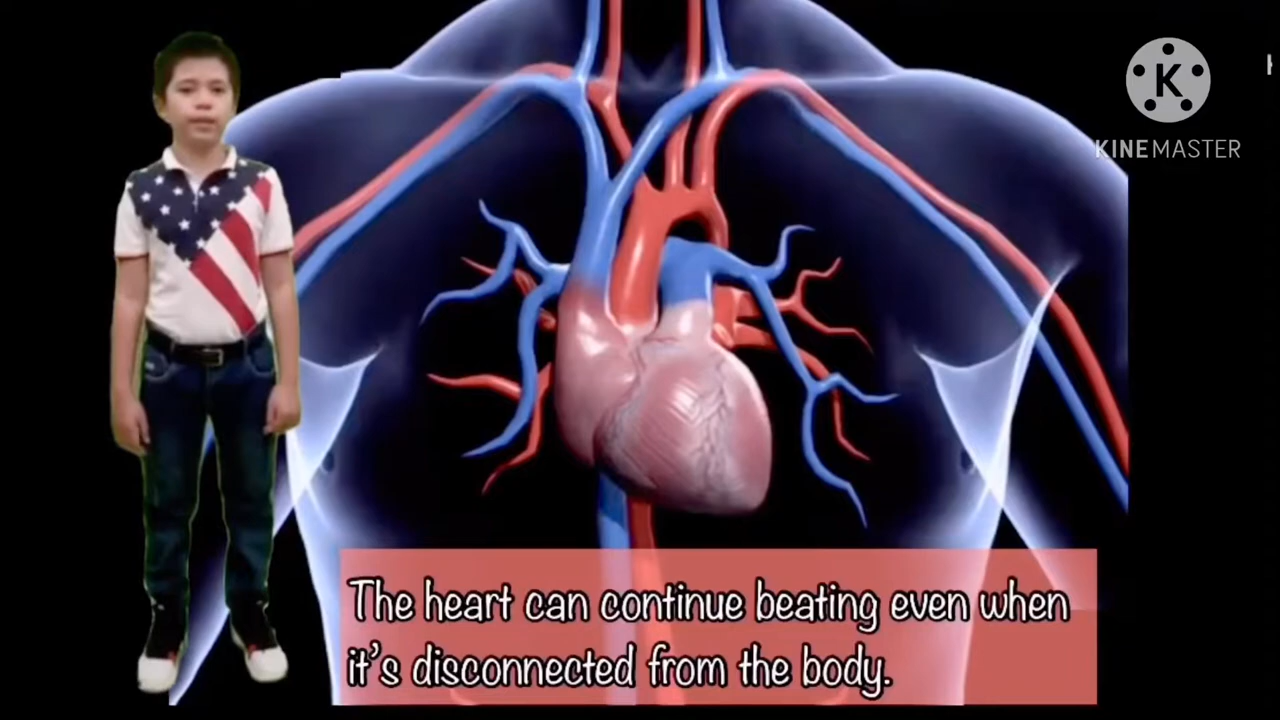 K
KINEMASTER
The heart can continue beating even when
it's disconnected from the body.